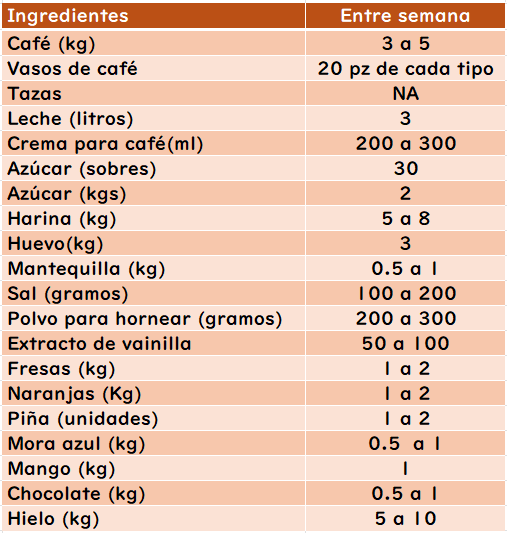 Ingredientes Entre semana
Café (kg) 3 a 5
Vasos de café 20 pz de cada tipo
Tazas NA
Leche (litros) 3
Crema para café(ml) 200 a 300
Azúcar (sobres) 30
Azúcar (kgs) 2
Harina (kg) 5 a 8
Huevo(kg) 3
Mantequilla (kg) 0.5 a 1
Sal (gramos) 100 a 200
Polvo para hornear (gramos) 200 a 300
Extracto de vainilla 50 a 100
Fresas (kg) 1 a 2
Naranjas (Kg) 1 a 2
Piña (unidades) 1 a 2
Mora azul (kg) 0.5 a 1
Mango (kg) 1
Chocolate (kg) 0.5 a 1
Hielo (kg) 5 a 10